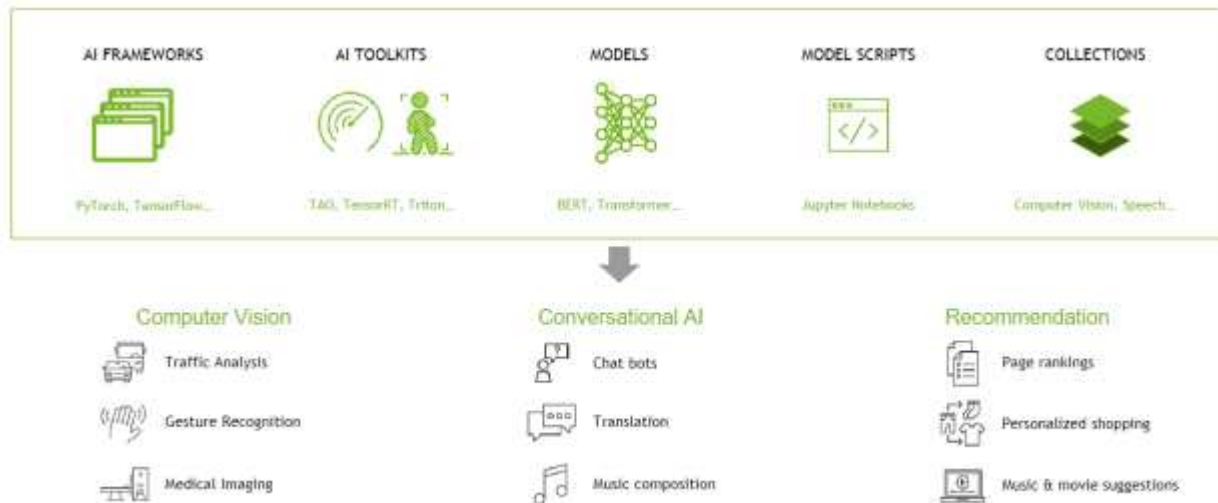 AI FRAMEWORKS
AI TOOLKITS
MODELS
MODEL SCRIPTS
COLLECTIONS
PyTorch, TensorFlow...
TAO, TensorRT, Triton...
BERT, Transformer...
Jupyter Notebooks
Computer Vision, Speech...
Computer Vision
Conversational AI
Recommendation
Traffic Analysis
Chat bots
Page rankings
Gesture Recognition
Translation
Personalized shopping
Medical Imaging
Music composition
Music & movie suggestions